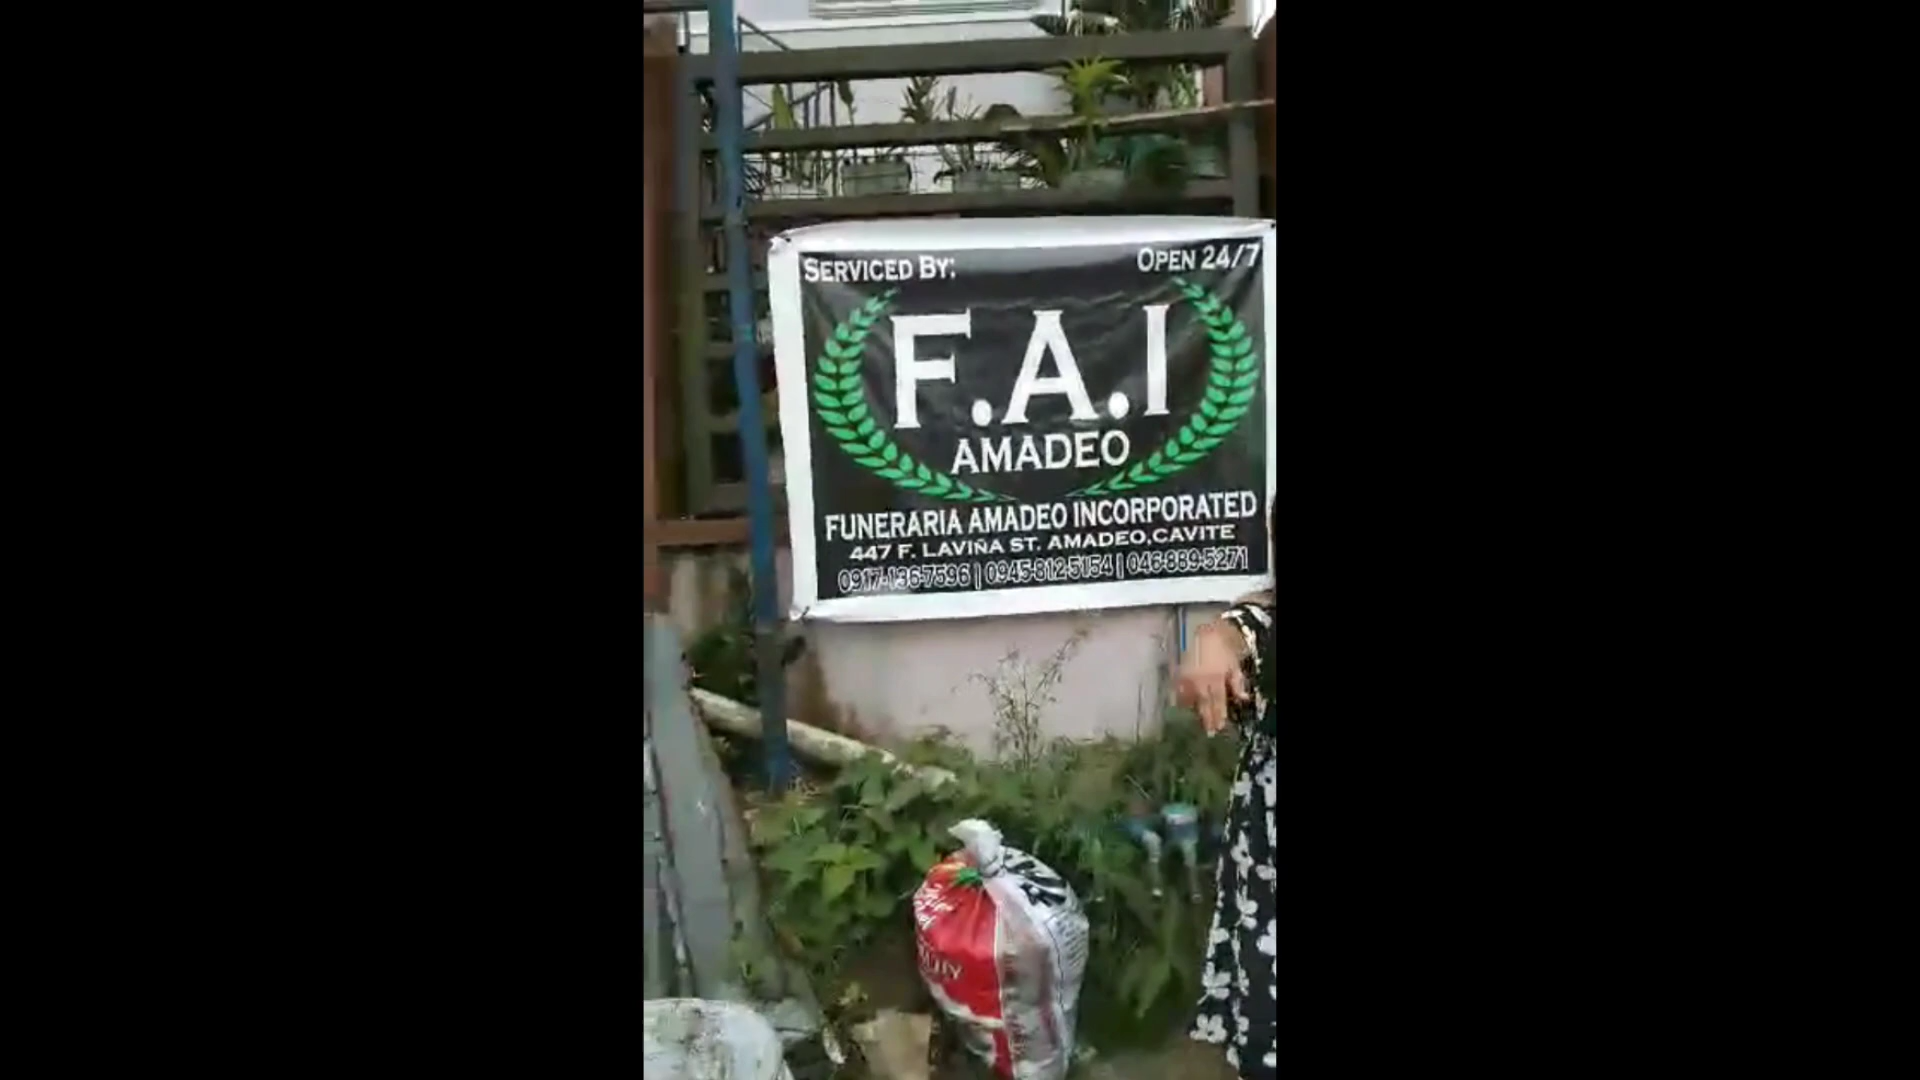 SERVICED BY:
OPEN 24/7
F.A.I
AMADEO
FUNERARIA AMADEO INCORPORATED
447 F. LAVIÑA ST. AMADEO,CAVITE
0917-136-7596 | 0945-812-5154 | 046-889-5271